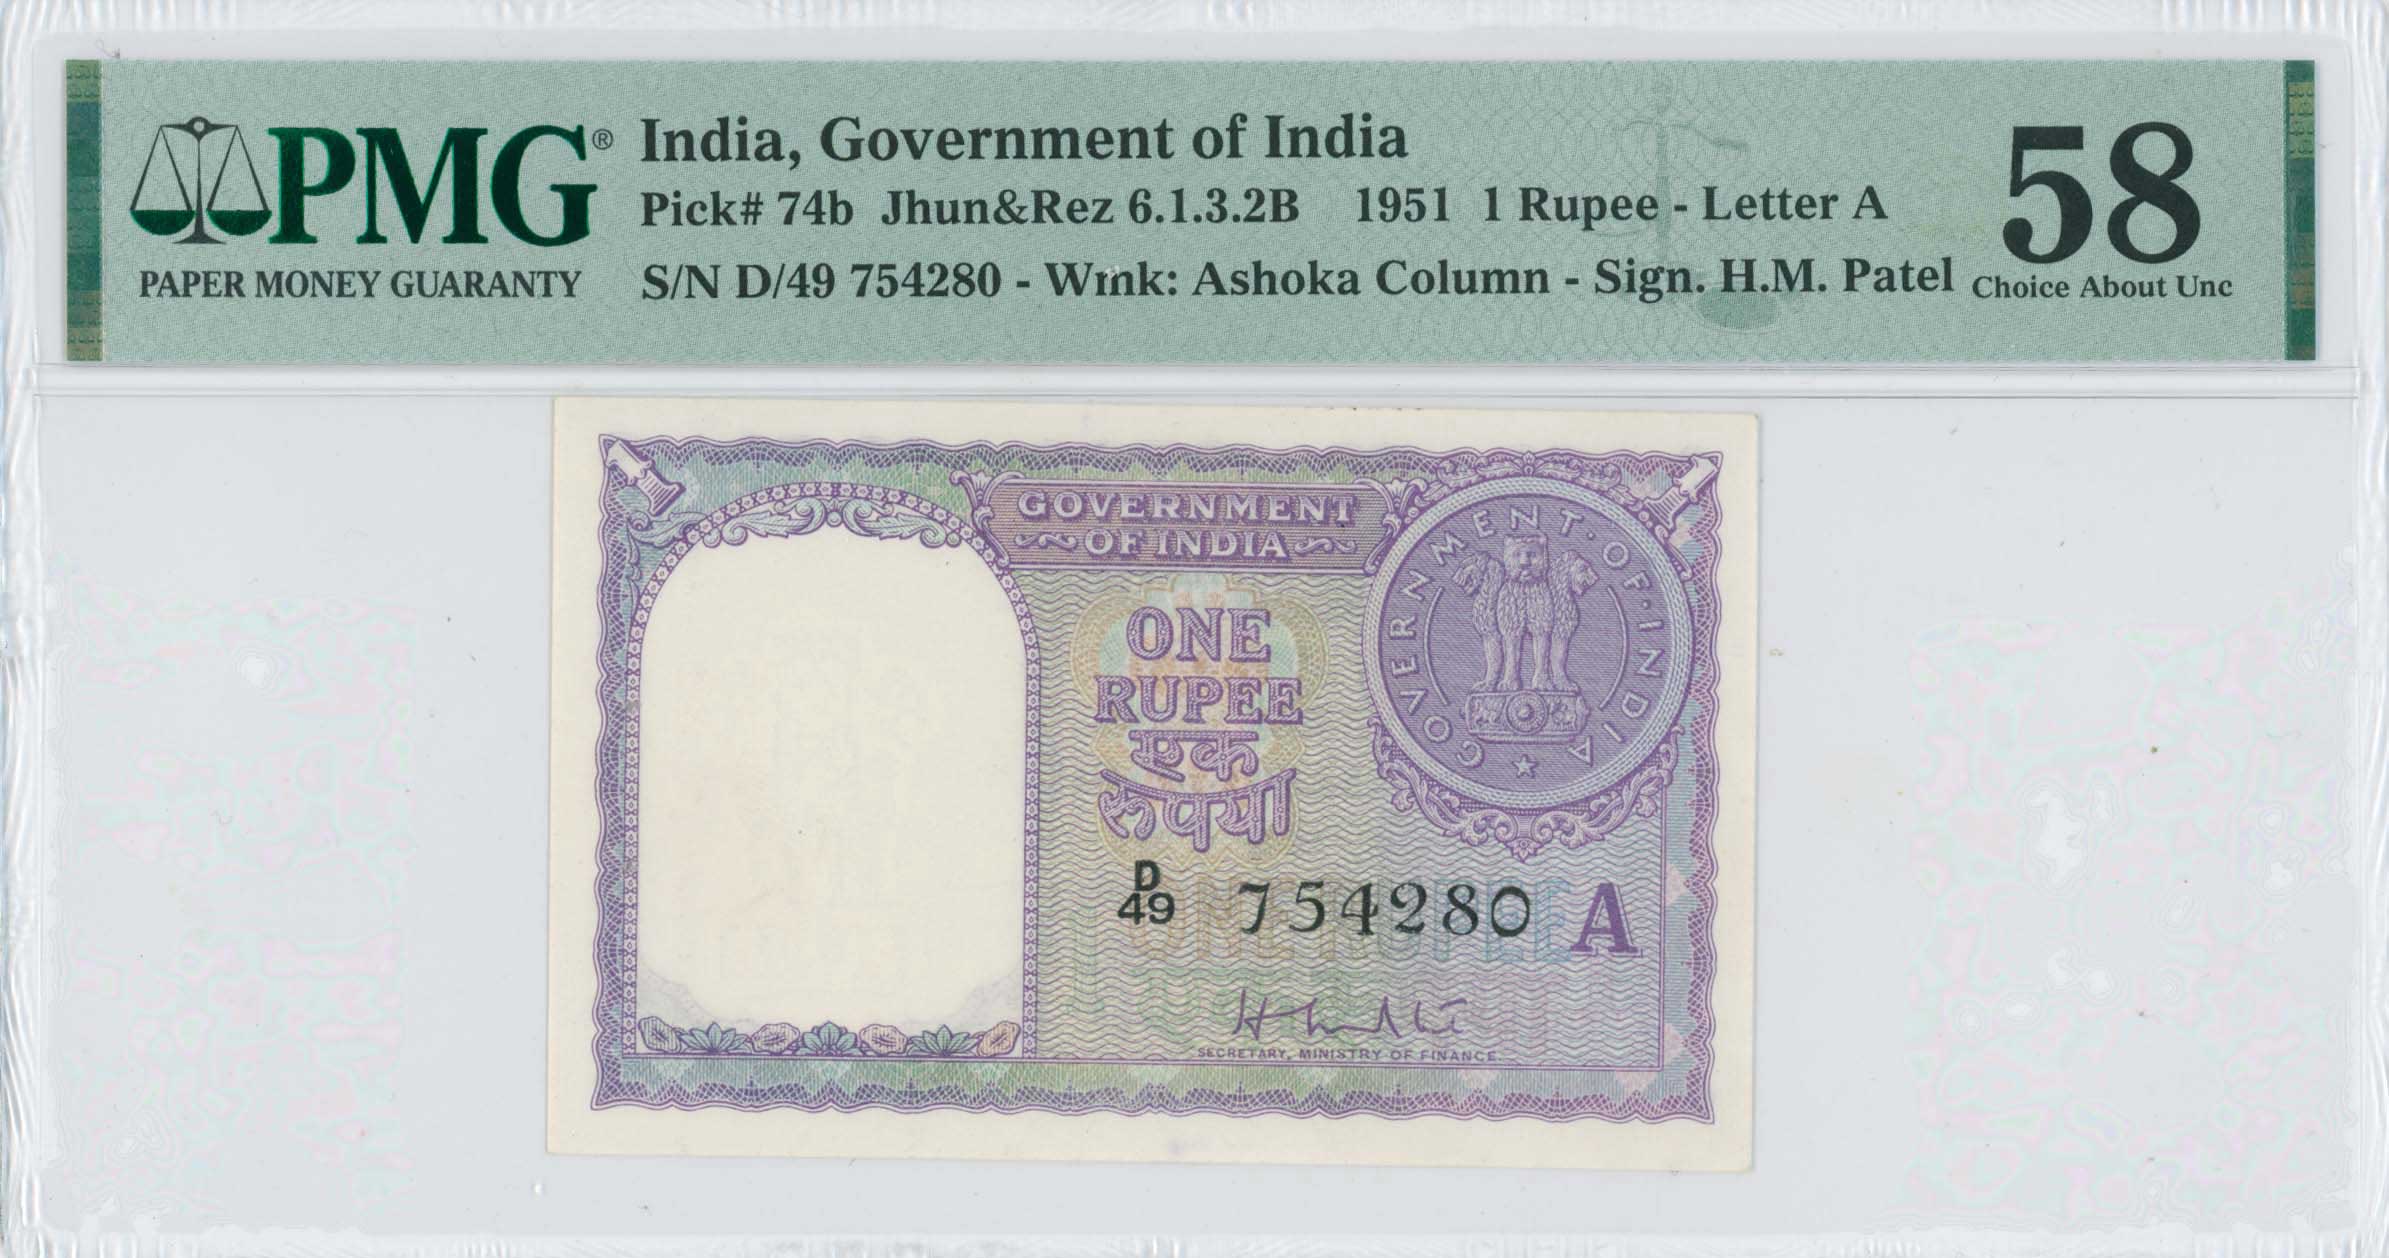 PMG®
PAPER MONEY GUARANTY
India, Government of India
Pick# 74b Jhun&Rez 6.1.3.2B 1951 1 Rupee - Letter A
S/N D/49 754280 - Wmk: Ashoka Column - Sign. H.M. Patel
58
Choice About Unc
GOVERNMENT
OF INDIA
GOVERNMENT·OF·INDIA
ONE
RUPEE
एक
रुपया
D
49 754280 A
ONE RUPEE
SECRETARY, MINISTRY OF FINANCE.